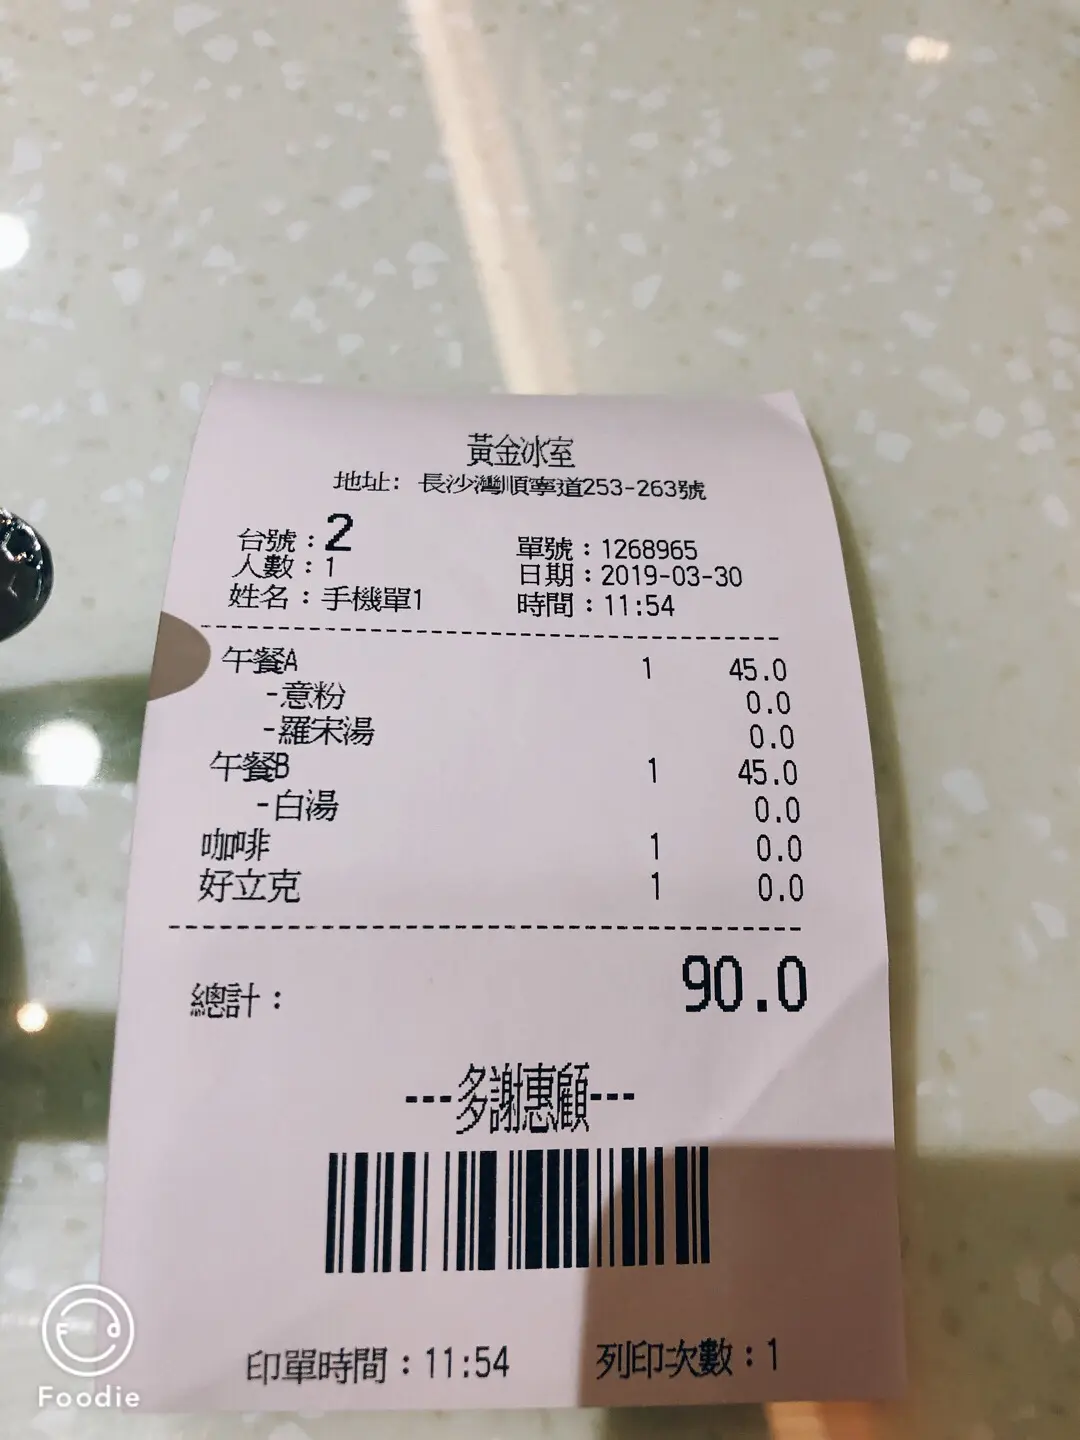 黃金冰室
地址: 長沙灣順寧道253-263號
台號：2 單號：1268965
人數：1 日期：2019-03-30
姓名：手機單1 時間：11:54
午餐A 1 45.0
-意粉 0.0
-羅宋湯 0.0
午餐B 1 45.0
-白湯 0.0
咖啡 1 0.0
好立克 1 0.0
總計： 90.0
---多謝惠顧---
印單時間：11:54 列印次數：1
Foodie